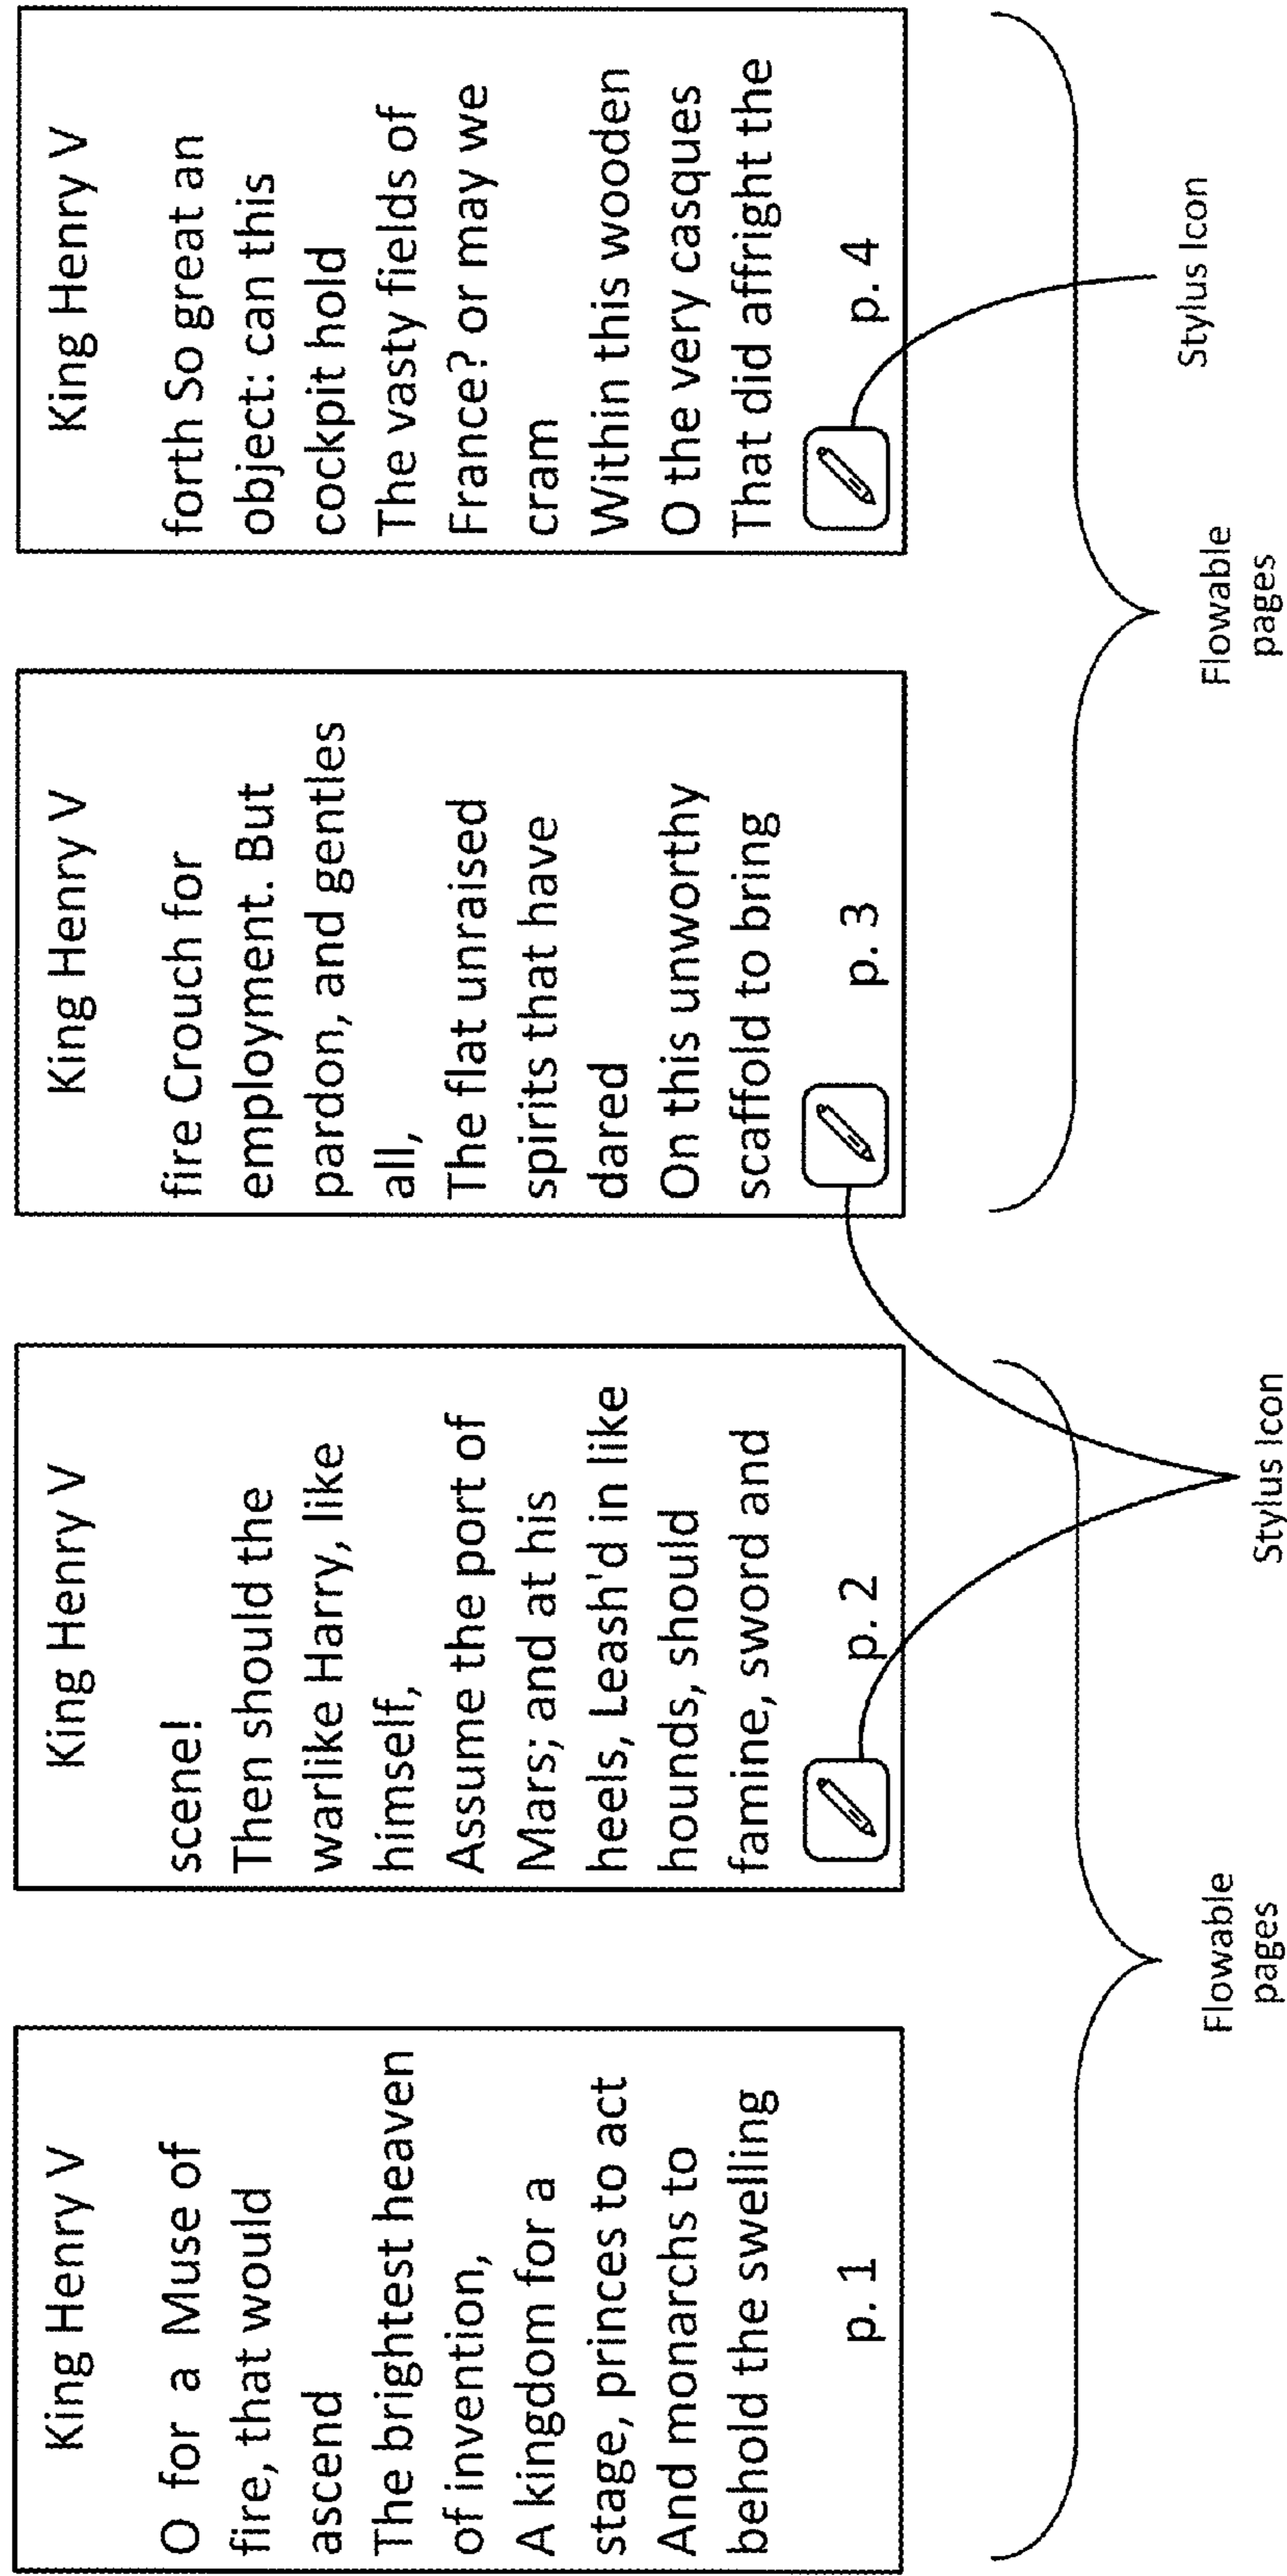 King Henry V
O for a Muse of
fire, that would
ascend
The brightest heaven
of invention,
A kingdom for a
stage, princes to act
And monarchs to
behold the swelling
p. 1
King Henry V
scene!
Then should the
warlike Harry, like
himself,
Assume the port of
Mars; and at his
heels, Leash'd in like
hounds, should
famine, sword and
p. 2
King Henry V
fire Crouch for
employment. But
pardon, and gentles
all,
The flat unraised
spirits that have
dared
On this unworthy
scaffold to bring
p. 3
King Henry V
forth So great an
object: can this
cockpit hold
The vasty fields of
France? or may we
cram
Within this wooden
O the very casques
That did affright the
p. 4
Flowable
pages
Stylus Icon
Flowable
pages
Stylus Icon